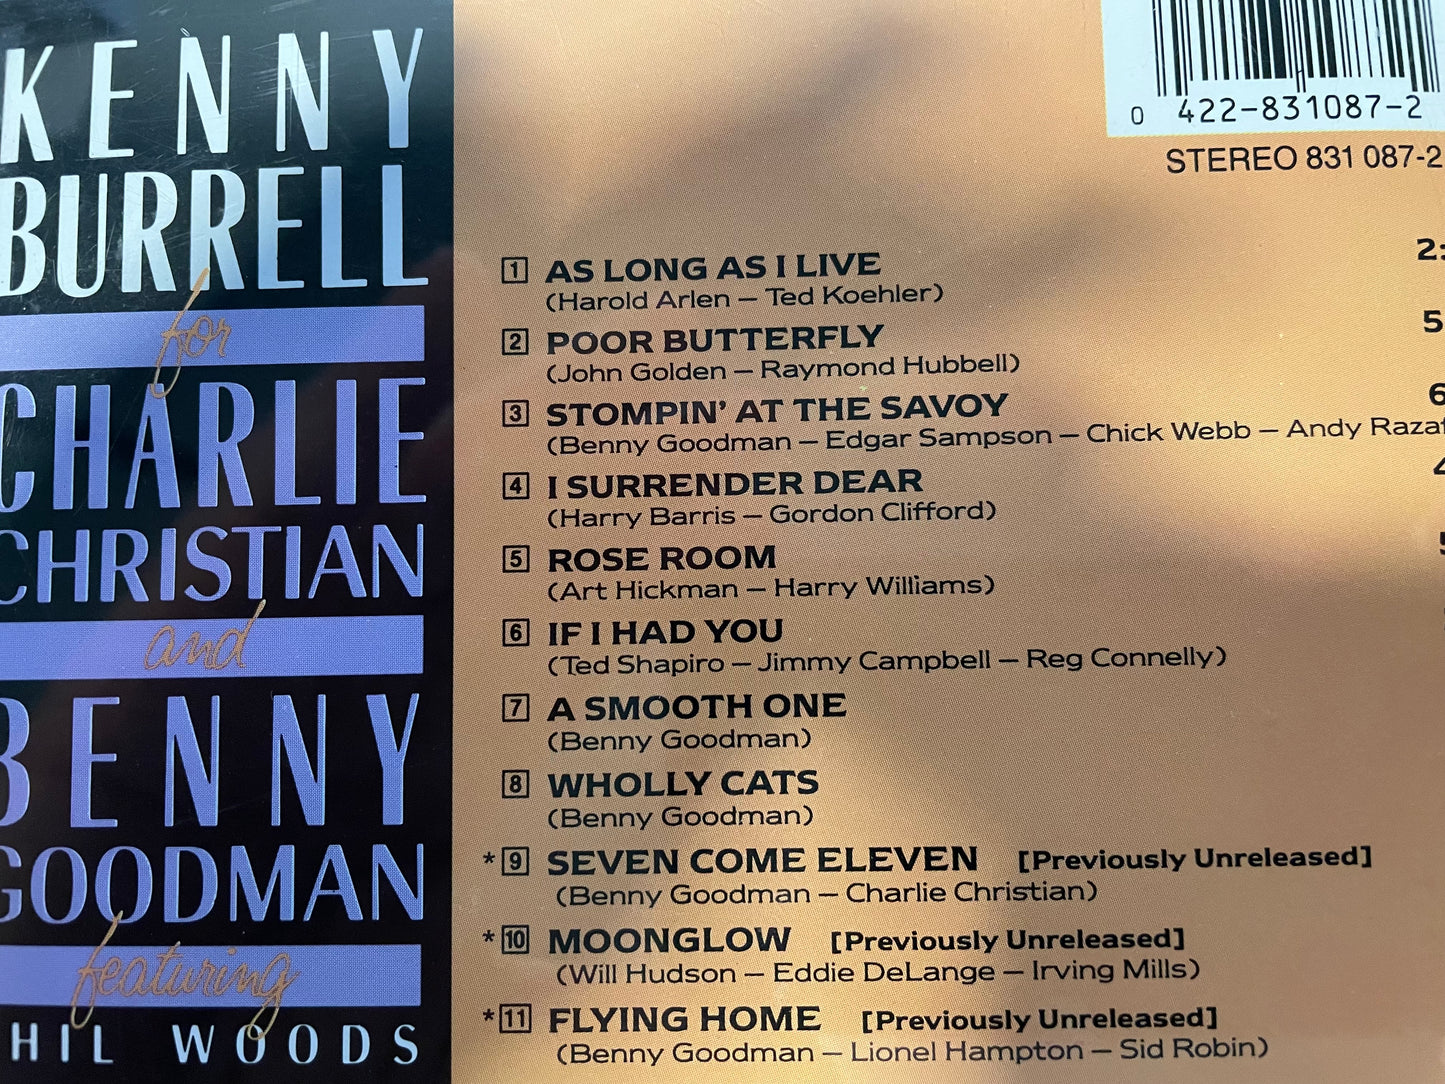 KENNY
BURRELL
for
CHARLIE
CHRISTIAN
and
BENNY
GOODMAN
featuring
HIL WOODS
0 422-831087-2
STEREO 831 087-2
1 AS LONG AS I LIVE 2:
(Harold Arlen – Ted Koehler)
2 POOR BUTTERFLY 5
(John Golden – Raymond Hubbell)
3 STOMPIN' AT THE SAVOY 6
(Benny Goodman – Edgar Sampson – Chick Webb – Andy Razaf
4 I SURRENDER DEAR 4
(Harry Barris – Gordon Clifford)
5 ROSE ROOM 5
(Art Hickman – Harry Williams)
6 IF I HAD YOU
(Ted Shapiro – Jimmy Campbell – Reg Connelly)
7 A SMOOTH ONE
(Benny Goodman)
8 WHOLLY CATS
(Benny Goodman)
*9 SEVEN COME ELEVEN [Previously Unreleased]
(Benny Goodman – Charlie Christian)
*10 MOONGLOW [Previously Unreleased]
(Will Hudson – Eddie DeLange – Irving Mills)
*11 FLYING HOME [Previously Unreleased]
(Benny Goodman – Lionel Hampton – Sid Robin)